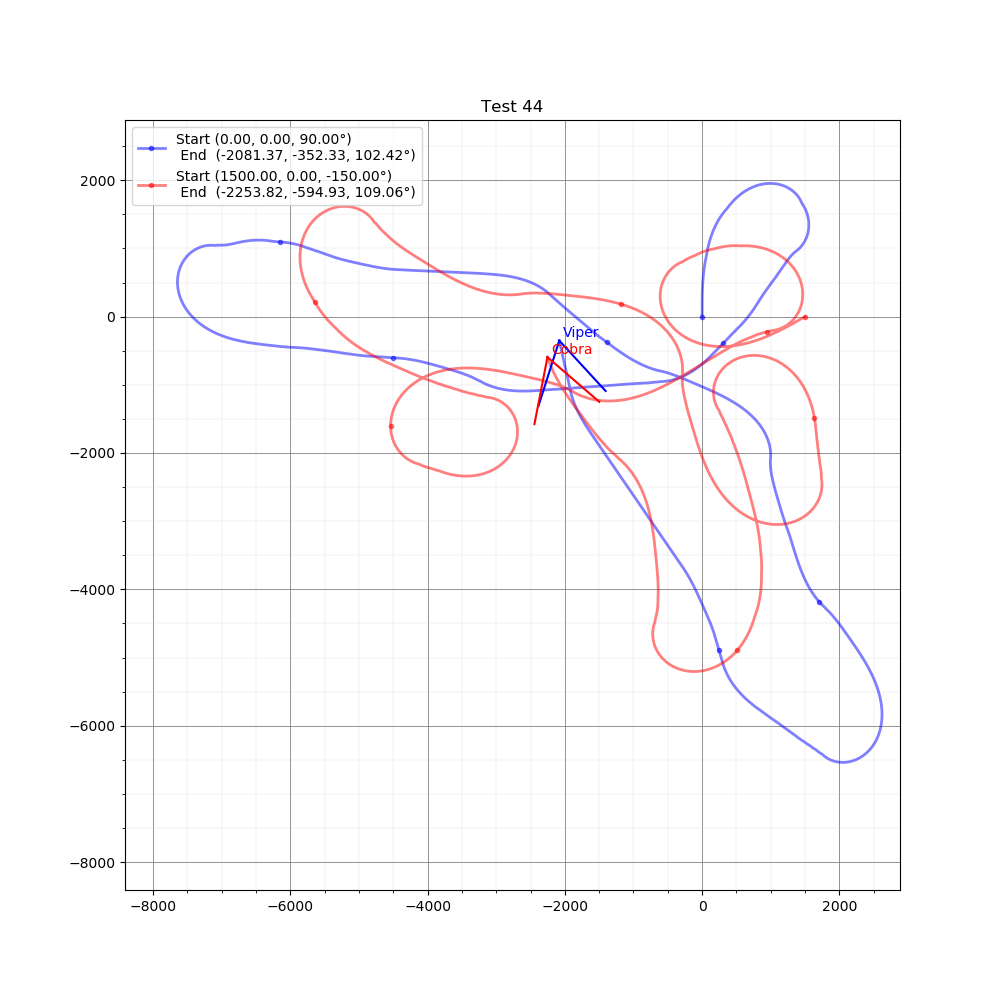 Test 44
Start (0.00, 0.00, 90.00°)
End (-2081.37, -352.33, 102.42°)
Start (1500.00, 0.00, -150.00°)
End (-2253.82, -594.93, 109.06°)
2000
0
−2000
−4000
−6000
−8000
Viper
Cobra
−8000 −6000 −4000 −2000 0 2000